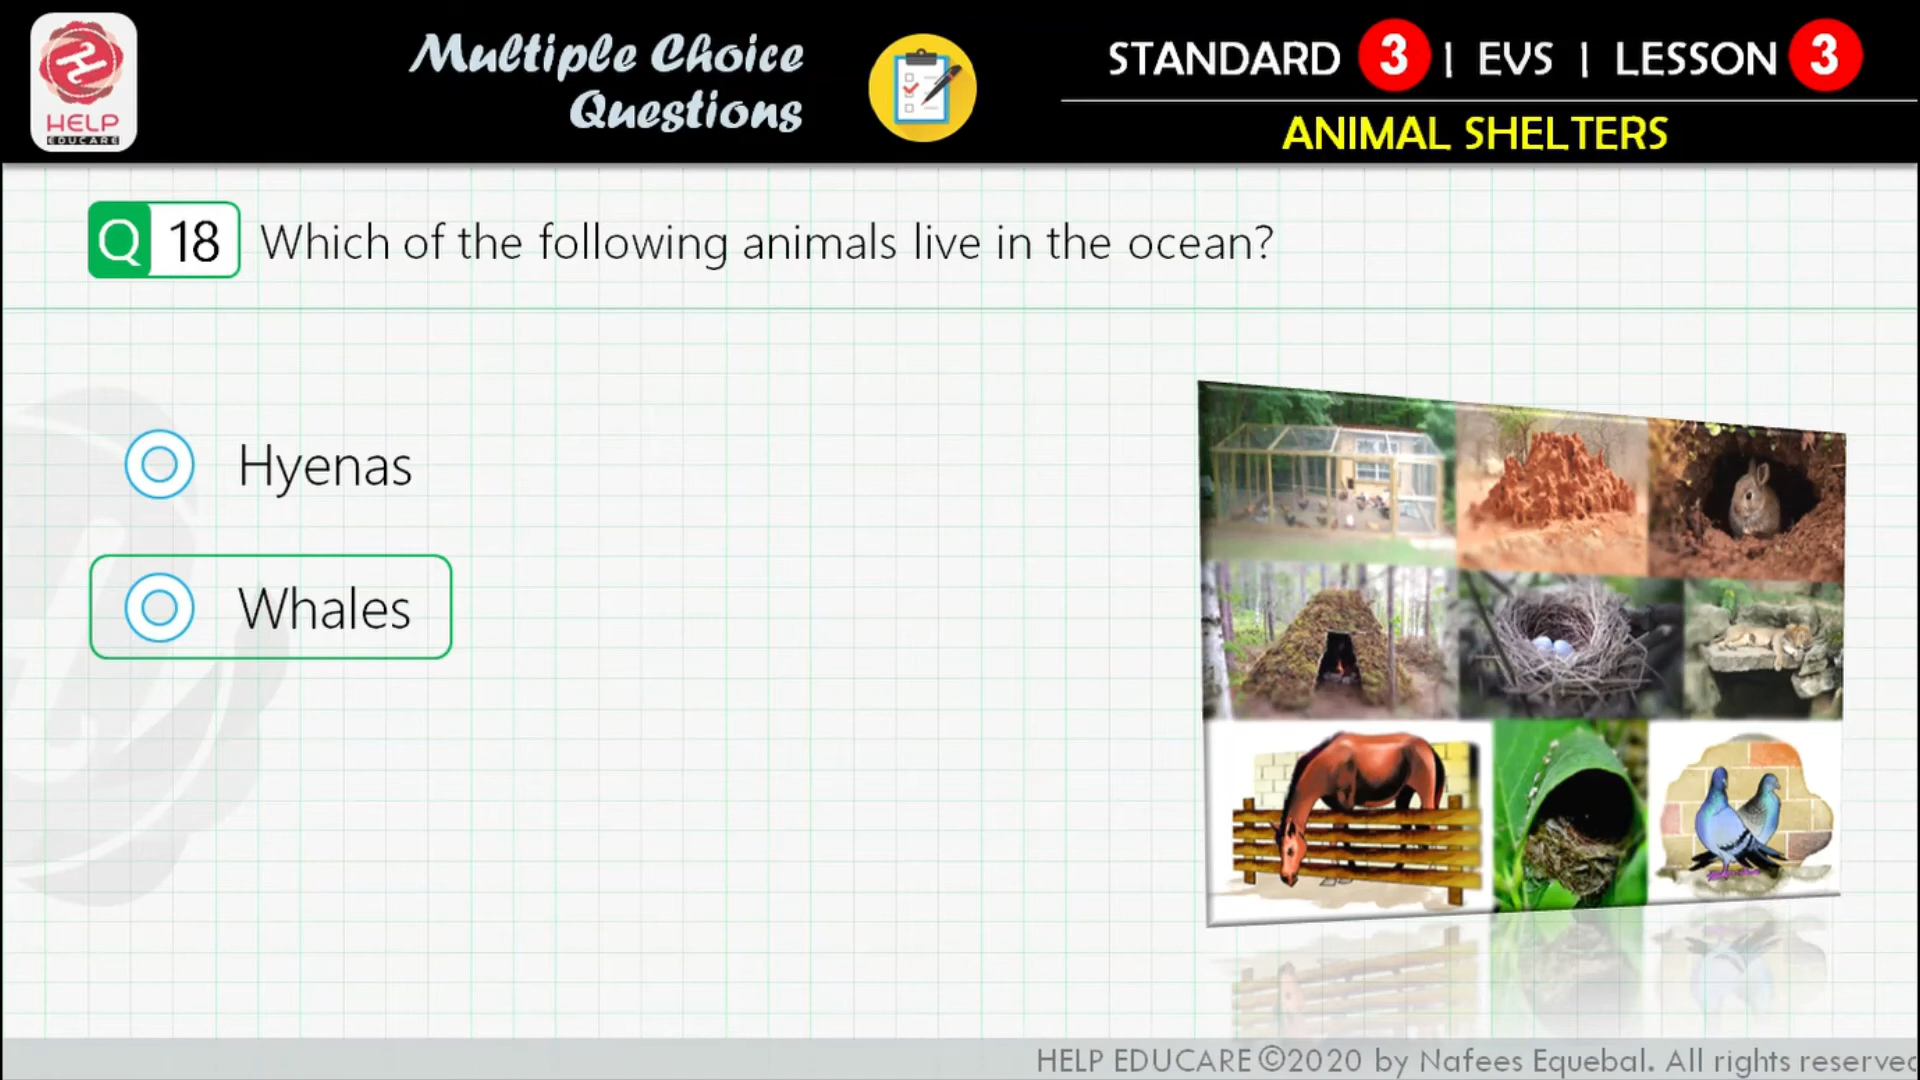 HELP
EDUCARE
Multiple Choice
Questions
STANDARD 3 | EVS | LESSON 3
ANIMAL SHELTERS
Q 18 Which of the following animals live in the ocean?
Hyenas
Whales
HELP EDUCARE ©2020 by Nafees Equebal. All rights reserved